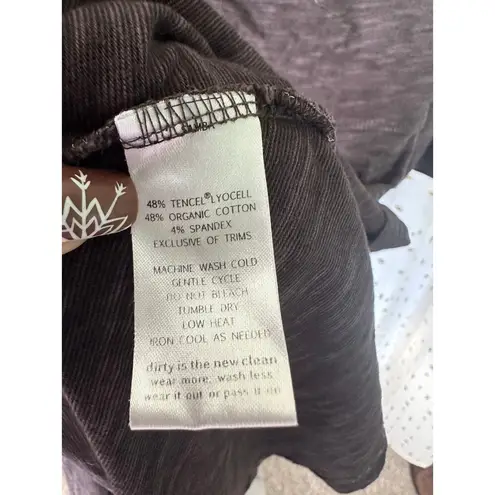 48% TENCEL® LYOCELL
48% ORGANIC COTTON
4% SPANDEX
EXCLUSIVE OF TRIMS
MACHINE WASH COLD
GENTLE CYCLE
DO NOT BLEACH
TUMBLE DRY
LOW HEAT
IRON COOL AS NEEDED
dirty is the new clean
wear more, wash less
wear it out or pass it on